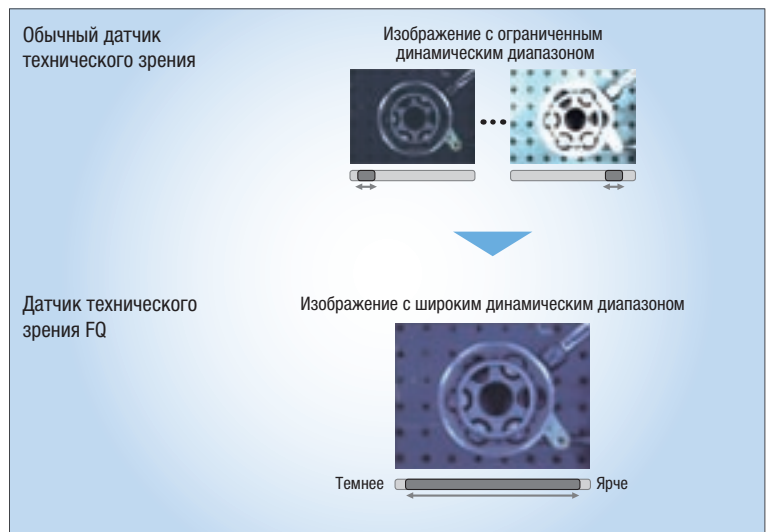 Обычный датчик
технического зрения
Изображение с ограниченным
динамическим диапазоном
Датчик технического
зрения FQ
Изображение с широким динамическим диапазоном
Темнее
Ярче